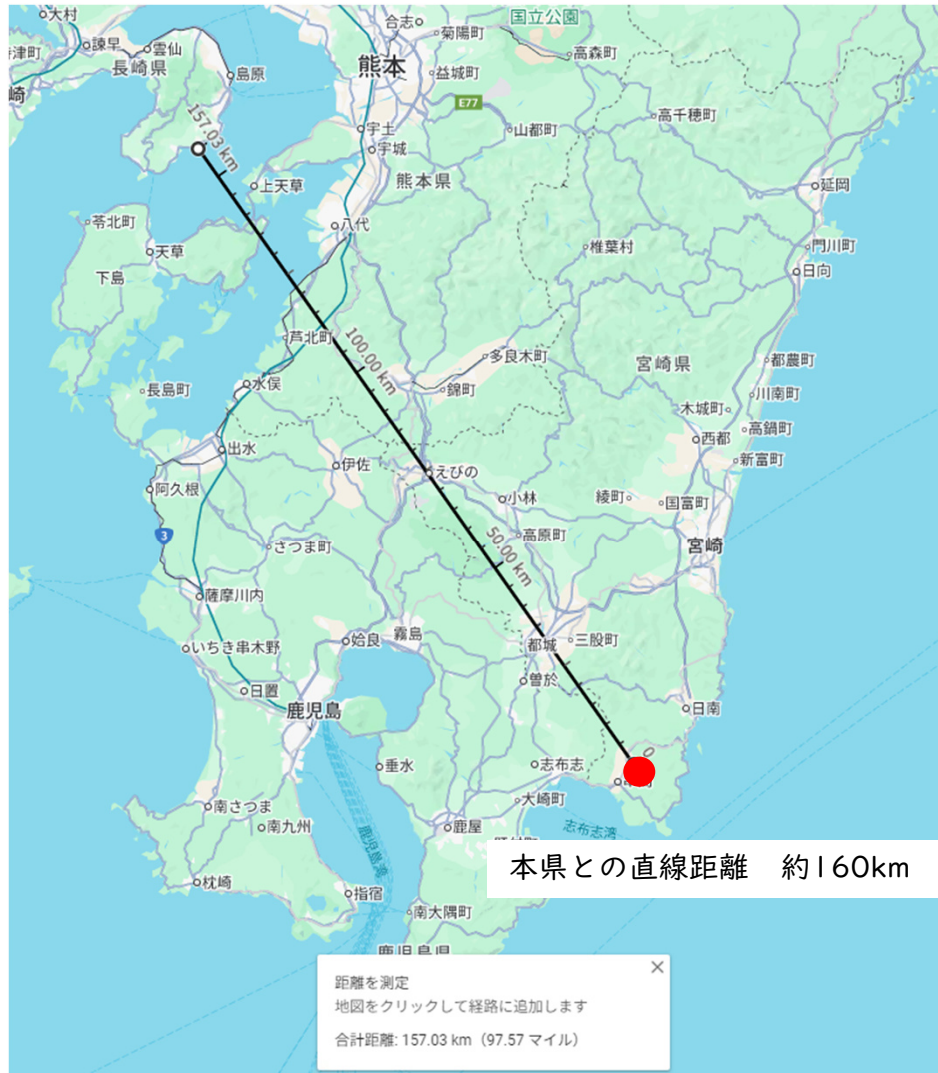 大村
国立公園
合志
菊陽町
諫早
雲仙
高森町
長崎県
島原
熊本
益城町
崎
E77
157.03 km
高千穂町
宇土
山都町
宇城
熊本県
上天草
延岡
苓北町
八代
天草
椎葉村
門川町
下島
日向
芦北町
100.00 km
多良木町
宮崎県
都農町
長島町
水俣
錦町
川南町
木城町
高鍋町
出水
西都
伊佐
えびの
新富町
阿久根
小林
綾町
国富町
3
さつま町
50.00 km
高原町
宮崎
薩摩川内
いちき串木野
姶良
霧島
都城
三股町
曽於
日置
鹿児島
日南
0
垂水
志布志
大崎町
南さつま
南九州
鹿屋
鹿児島湾
志布志湾
本県との直線距離 約160km
枕崎
指宿
南大隅町
鹿児島県
距離を測定
地図をクリックして経路に追加します
合計距離: 157.03 km（97.57 マイル）